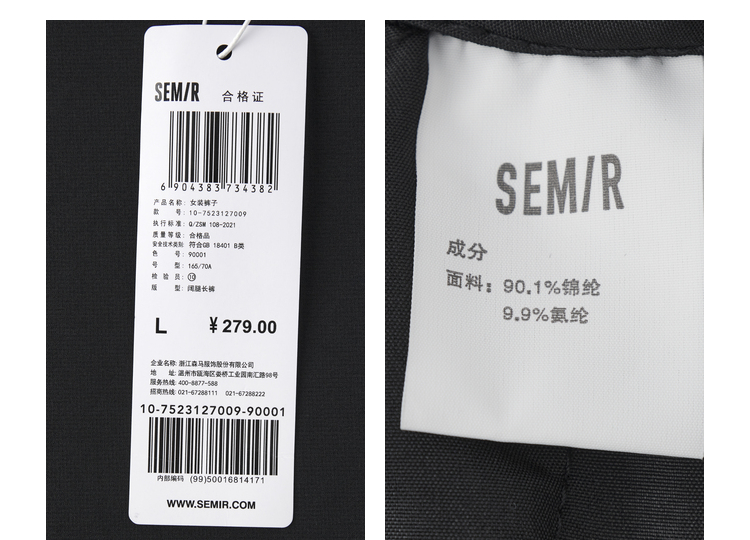 SEMIR 合格证
6 904383 734382
产品名称: 女装裤子
款 号: 10-7523127009
执行标准: Q/ZSM 108-2021
质量等级: 合格品
安全技术类别: 符合GB 18401 B类
色 号: 90001
号 型: 165/70A
检 验 员: ⑩
版 型: 阔腿长裤
L ¥279.00
企业名称: 浙江森马服饰股份有限公司
地 址: 温州市瓯海区娄桥工业园南汇路98号
服务热线: 400-8877-588
招商热线: 021-67288111 021-67288222
10-7523127009-90001
内部编码 (99)50016814171
WWW.SEMIR.COM
SEMIR
成分
面料: 90.1%锦纶
9.9%氨纶